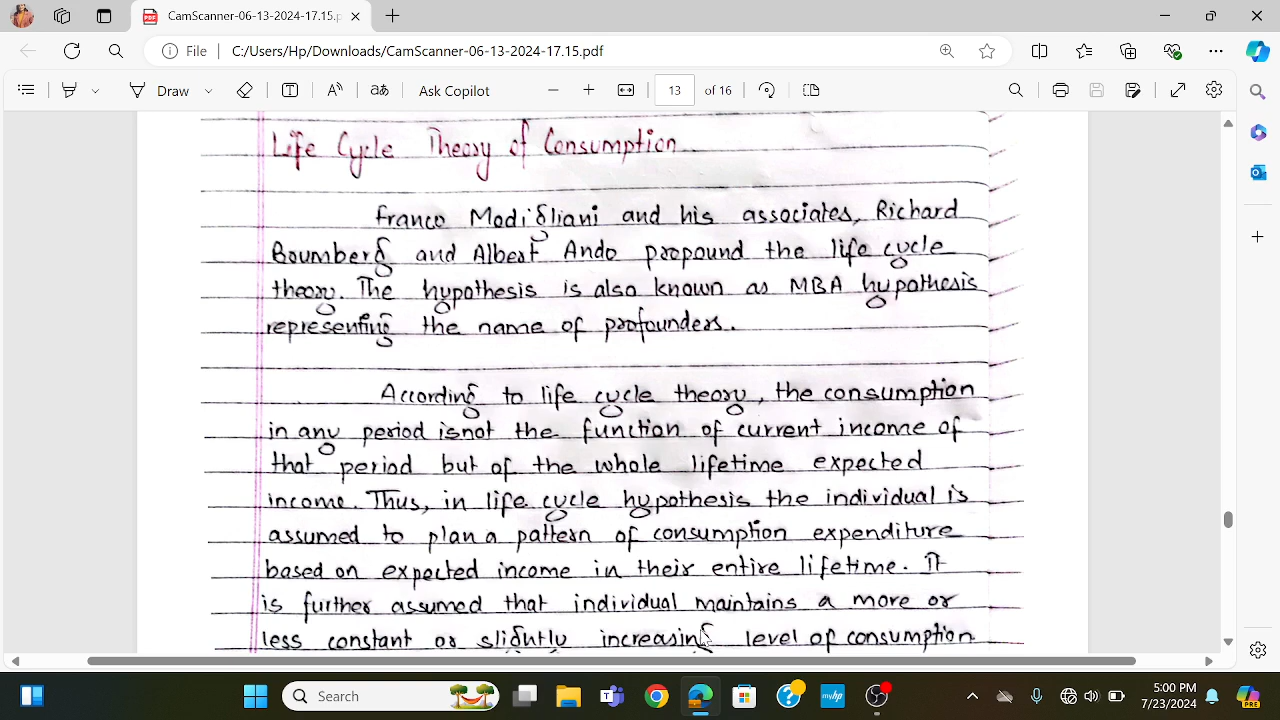 CamScanner-06-13-2024-17.15.p
File C:/Users/Hp/Downloads/CamScanner-06-13-2024-17.15.pdf
Draw Ask Copilot 13 of 16
Life Cycle Theory of Consumption
Franco Modigliani and his associates, Richard
Boumberg and Albert Ando propound the life cycle
theory. The hypothesis is also known as MBA hypothesis
representing the name of profounders.
According to life cycle theory, the consumption
in any period is not the function of current income of
that period but of the whole lifetime expected
income. Thus, in life cycle hypothesis the individual is
assumed to plan a pattern of consumption expenditure
based on expected income in their entire lifetime. It
is further assumed that individual maintains a more or
less constant or slightly increasing level of consumption
Search
7/23/2024